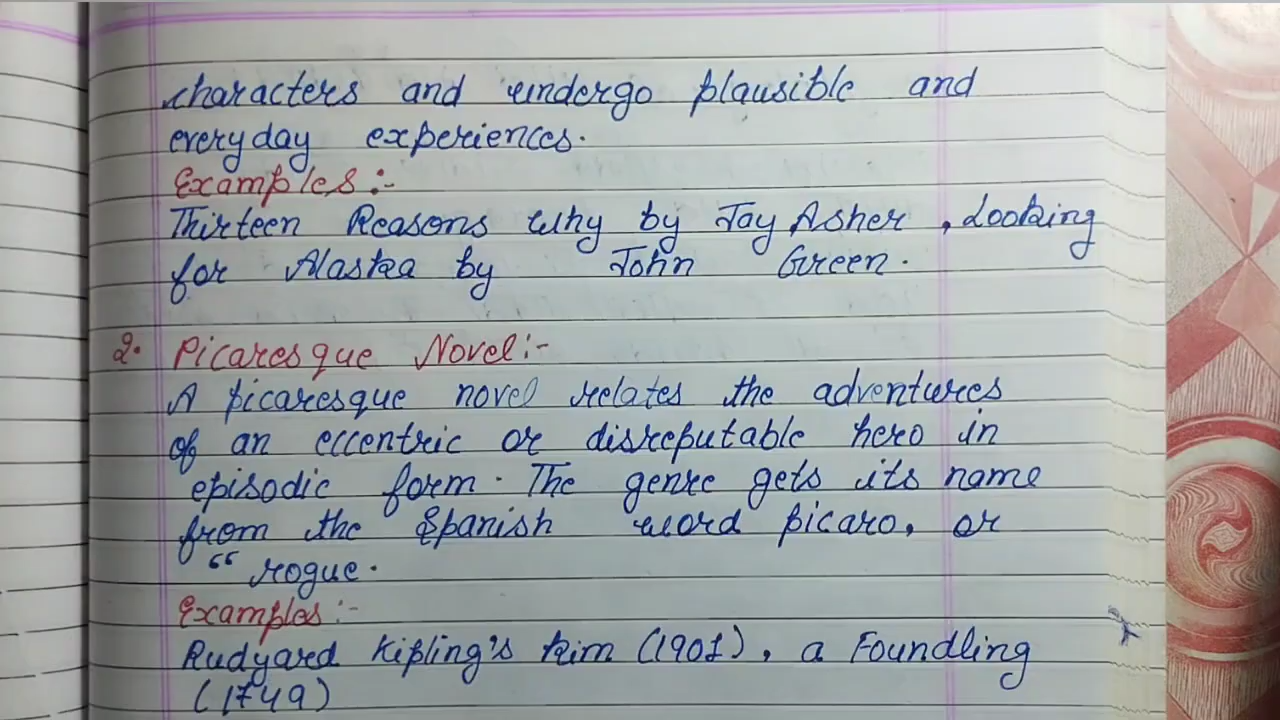 characters and undergo plausible and
everyday experiences.
Examples :-
Thirteen Reasons Why by Jay Asher , Looking
for Alaska by John Green.
2. Picaresque Novel:-
A picaresque novel relates the adventures
of an eccentric or disreputable hero in
episodic form. The genre gets its name
from the Spanish word picaro, or
“ rogue.
Examples :-
Rudyard Kipling's kim (1901), a Foundling
(1749)